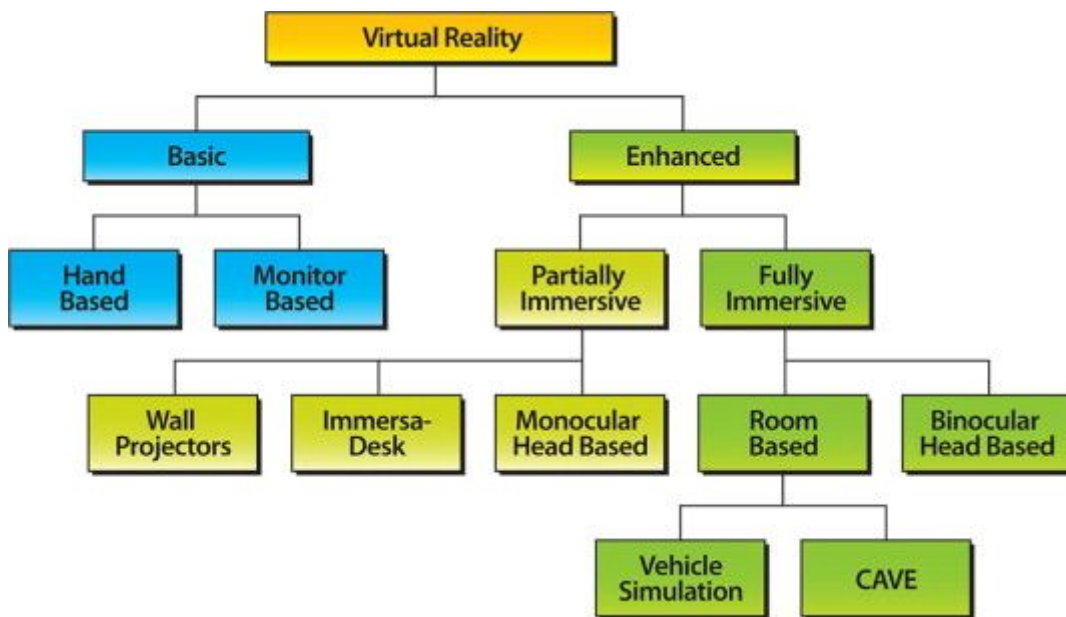 Virtual Reality
Basic
Enhanced
Hand
Based
Monitor
Based
Partially
Immersive
Fully
Immersive
Wall
Projectors
Immersa-
Desk
Monocular
Head Based
Room
Based
Binocular
Head Based
Vehicle
Simulation
CAVE